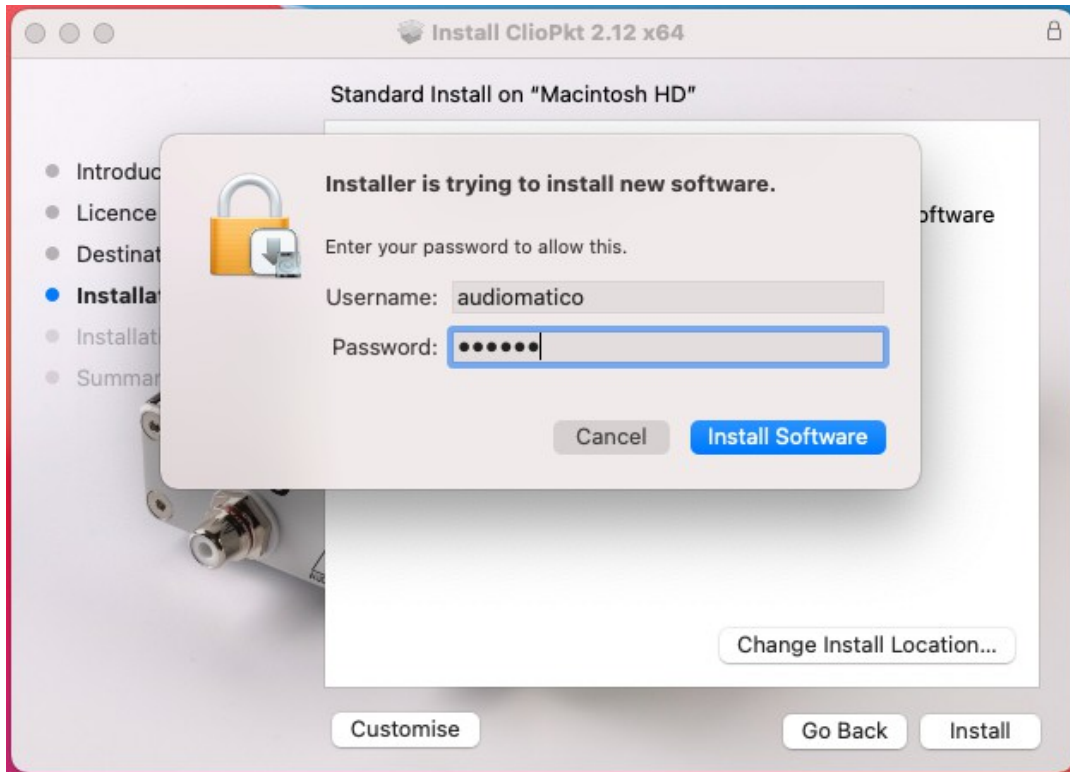 Install ClioPkt 2.12 x64
Standard Install on “Macintosh HD”
Introduc
Licence
Destinat
Installat
Installati
Summar
oftware
Installer is trying to install new software.
Enter your password to allow this.
Username: audiomatico
Password: ••••••
Cancel Install Software
Change Install Location...
Customise Go Back Install